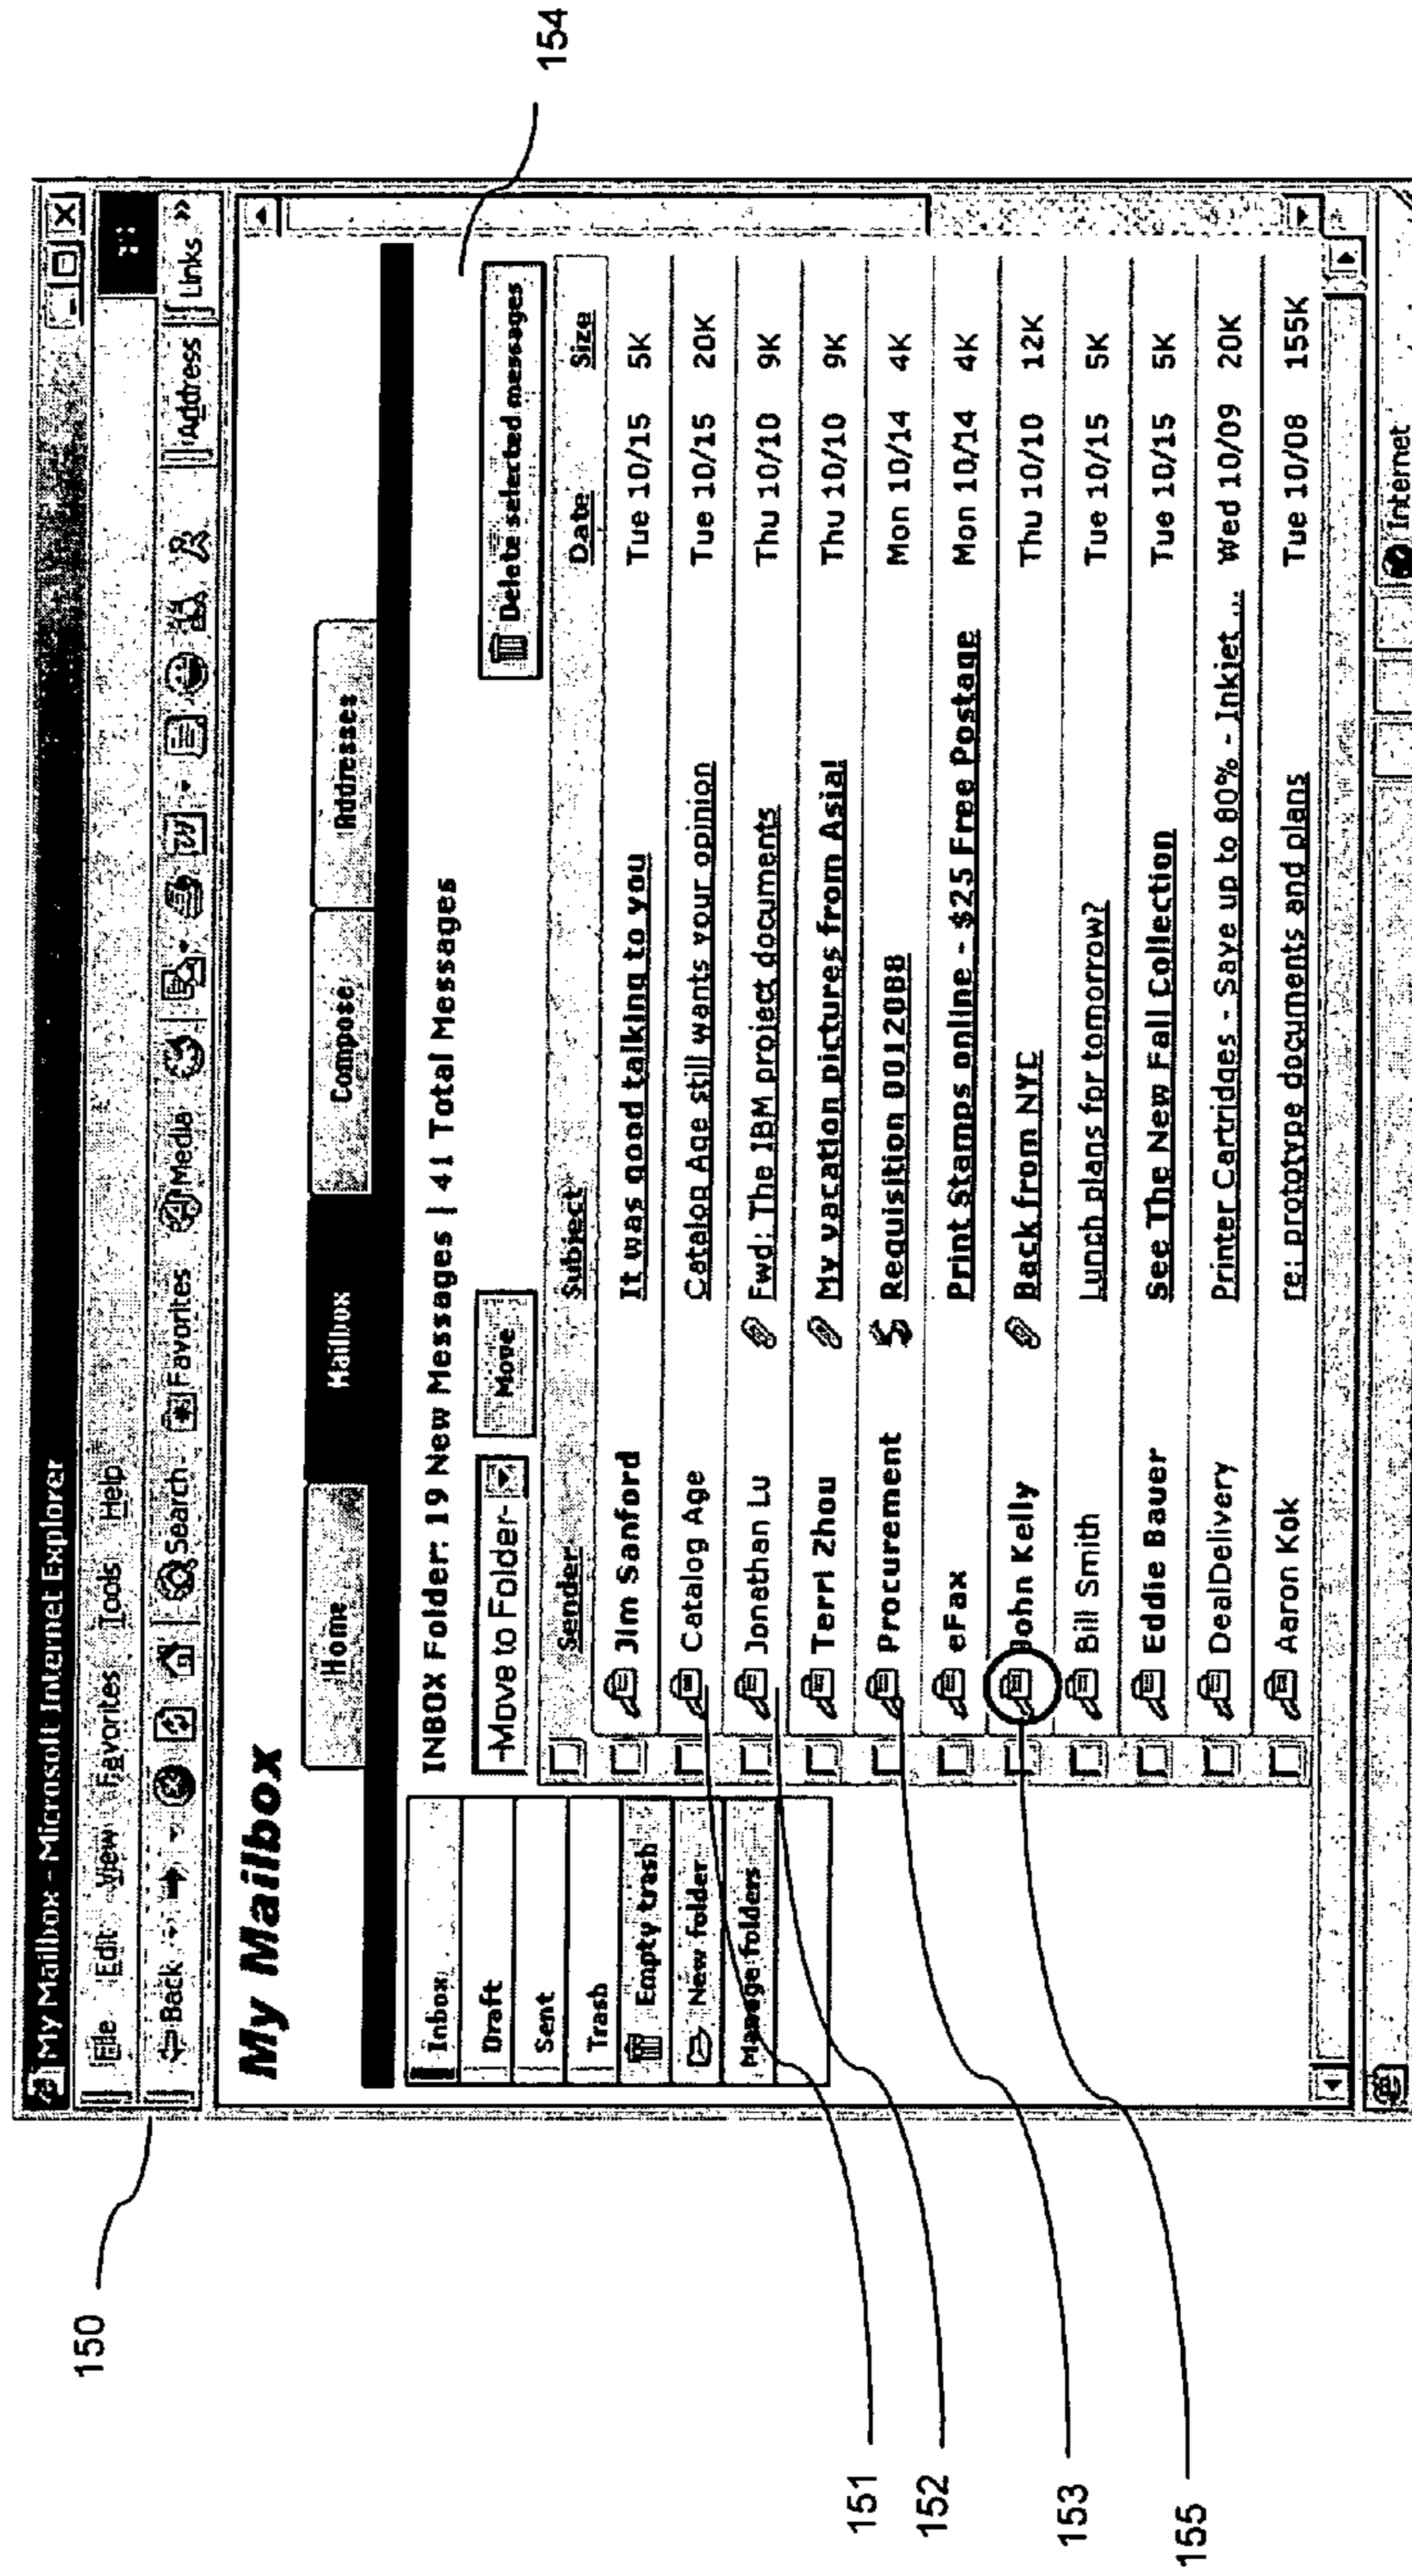 My Mailbox - Microsoft Internet Explorer
File Edit View Favorites Tools Help
Back Search Favorites Media Address Links »
150
My Mailbox
Home Mailbox Compose Addresses
154
INBOX Folder: 19 New Messages | 41 Total Messages
Inbox
Draft
Sent
Trash
Empty trash
New folder
Manage folders
-Move to Folder- Move Delete selected messages
Sender Subject Date Size
Jim Sanford It was good talking to you Tue 10/15 5K
Catalog Age Catalog Age still wants your opinion Tue 10/15 20K
Jonathan Lu Fwd: The IBM project documents Thu 10/10 9K
Terri Zhou My vacation pictures from Asia! Thu 10/10 9K
Procurement Requisition 0012088 Mon 10/14 4K
eFax Print Stamps online - $25 Free Postage Mon 10/14 4K
John Kelly Back from NYC Thu 10/10 12K
Bill Smith Lunch plans for tomorrow? Tue 10/15 5K
Eddie Bauer See The New Fall Collection Tue 10/15 5K
DealDelivery Printer Cartridges - Save up to 80% - Inkjet ... Wed 10/09 20K
Aaron Kok re: prototype documents and plans Tue 10/08 155K
Internet
151
152
153
155